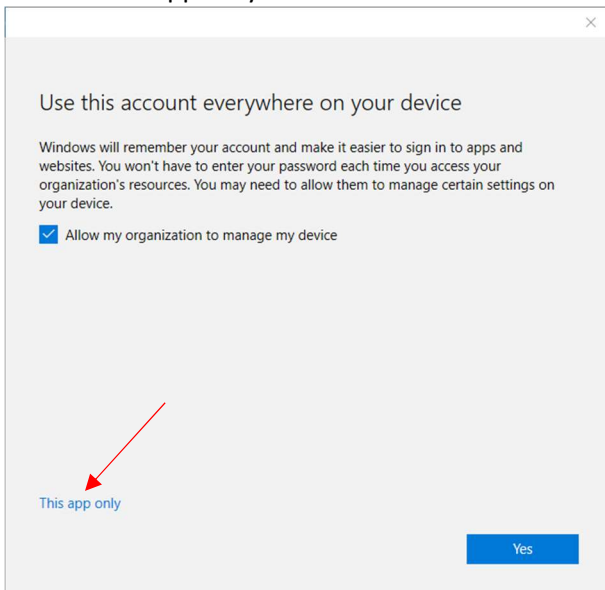 Use this account everywhere on your device
Windows will remember your account and make it easier to sign in to apps and
websites. You won't have to enter your password each time you access your
organization's resources. You may need to allow them to manage certain settings on
your device.
Allow my organization to manage my device
This app only
Yes